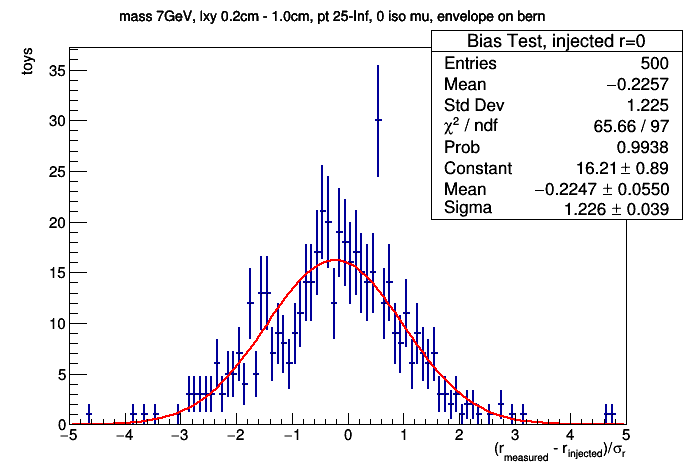 mass 7GeV, lxy 0.2cm - 1.0cm, pt 25-Inf, 0 iso mu, envelope on bern
Bias Test, injected r=0
Entries 500
Mean −0.2257
Std Dev 1.225
χ² / ndf 65.66 / 97
Prob 0.9938
Constant 16.21 ± 0.89
Mean −0.2247 ± 0.0550
Sigma 1.226 ± 0.039
toys
35
30
25
20
15
10
5
0
−5 −4 −3 −2 −1 0 1 2 3 4 5
(r_measured - r_injected)/σ_r